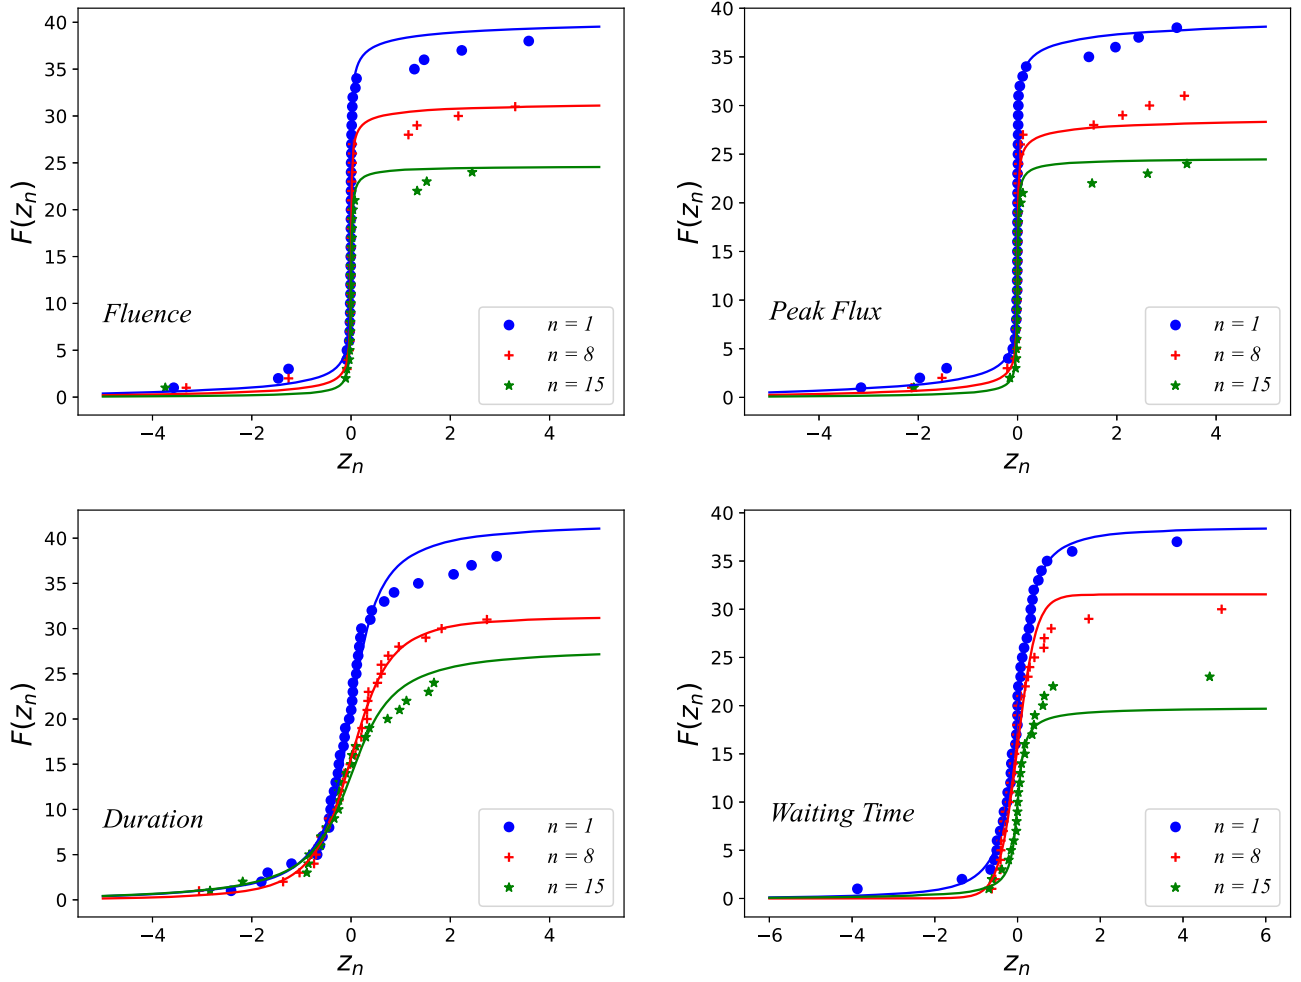 40
35
30
25
20
15
10
5
0
F(z_n)
Fluence
n = 1
n = 8
n = 15
−4 −2 0 2 4
z_n
40
35
30
25
20
15
10
5
0
F(z_n)
Peak Flux
n = 1
n = 8
n = 15
−4 −2 0 2 4
z_n
40
35
30
25
20
15
10
5
0
F(z_n)
Duration
n = 1
n = 8
n = 15
−4 −2 0 2 4
z_n
40
35
30
25
20
15
10
5
0
F(z_n)
Waiting Time
n = 1
n = 8
n = 15
−6 −4 −2 0 2 4 6
z_n